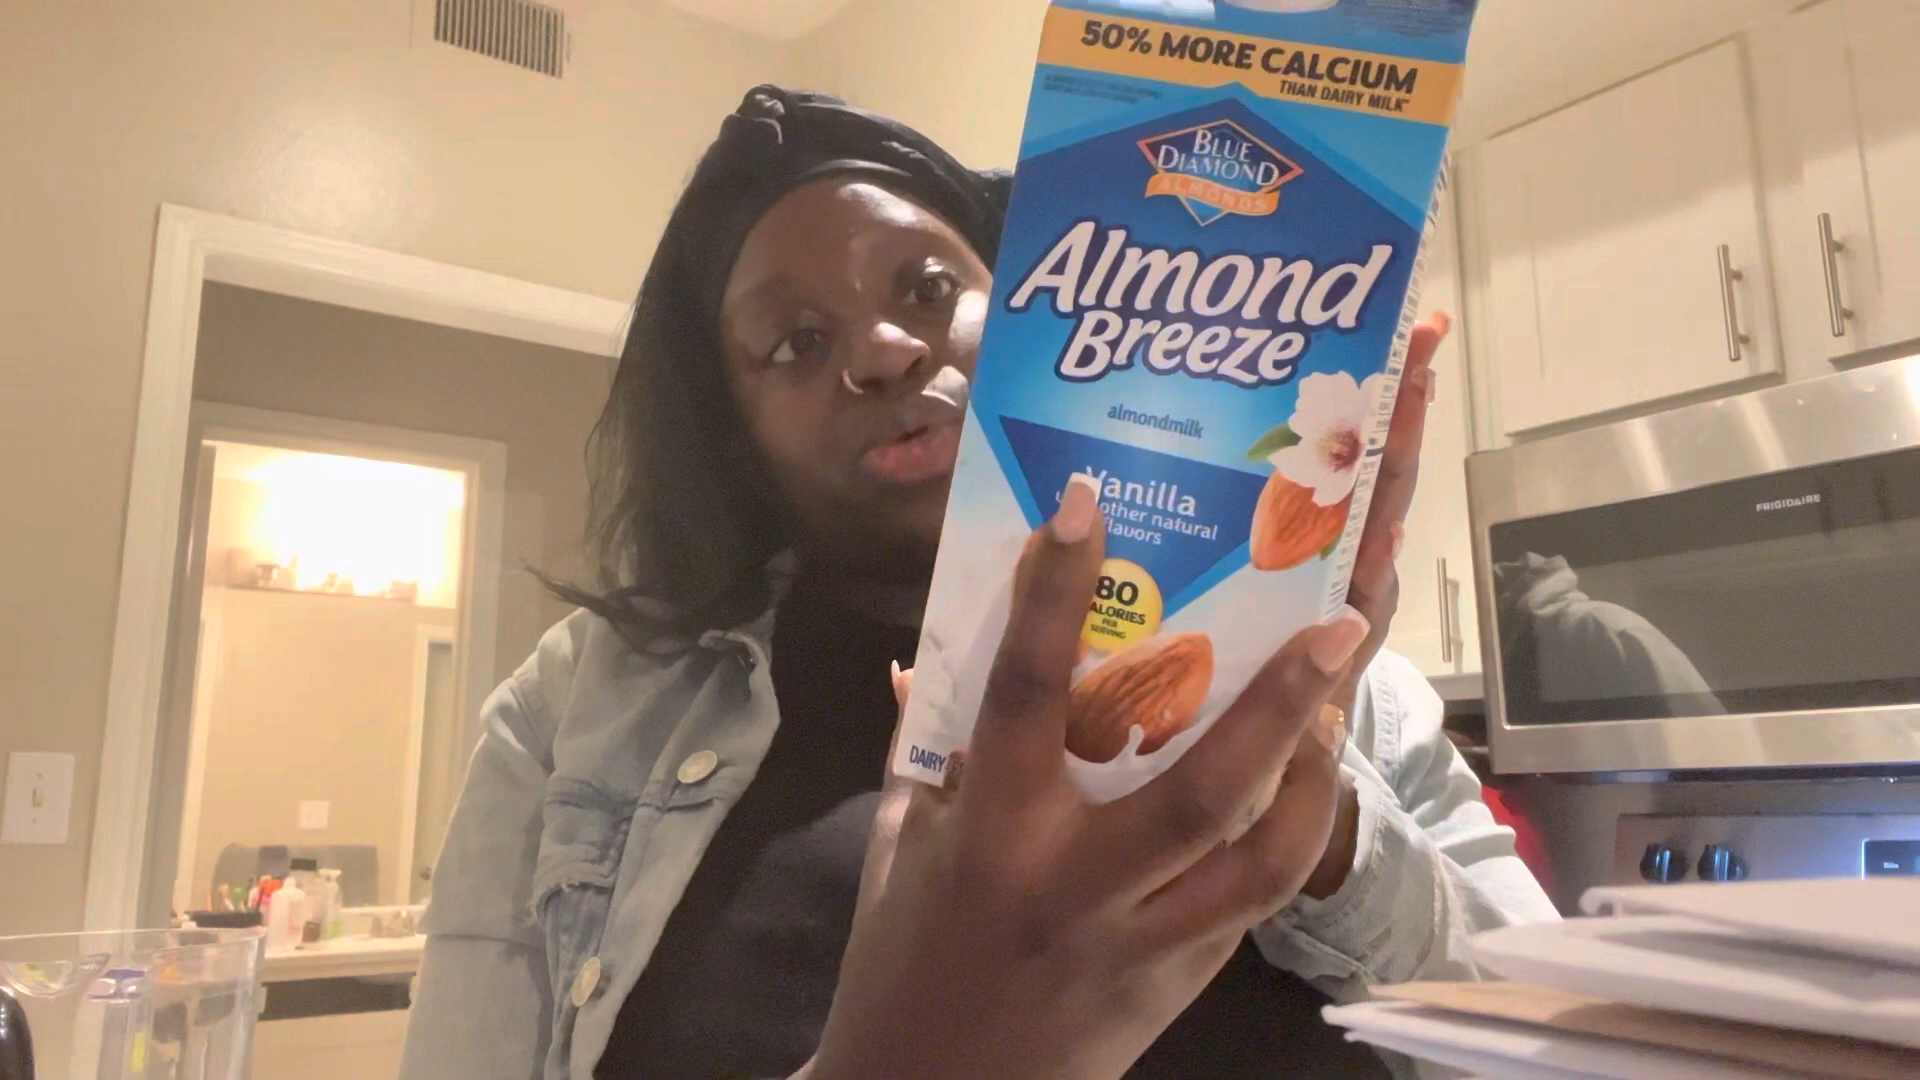 50% MORE CALCIUM
THAN DAIRY MILK*
BLUE
DIAMOND
ALMONDS
Almond
Breeze
almondmilk
Vanilla
other natural
flavors
80
CALORIES
PER
SERVING
DAIRY
FRIGIDAIRE